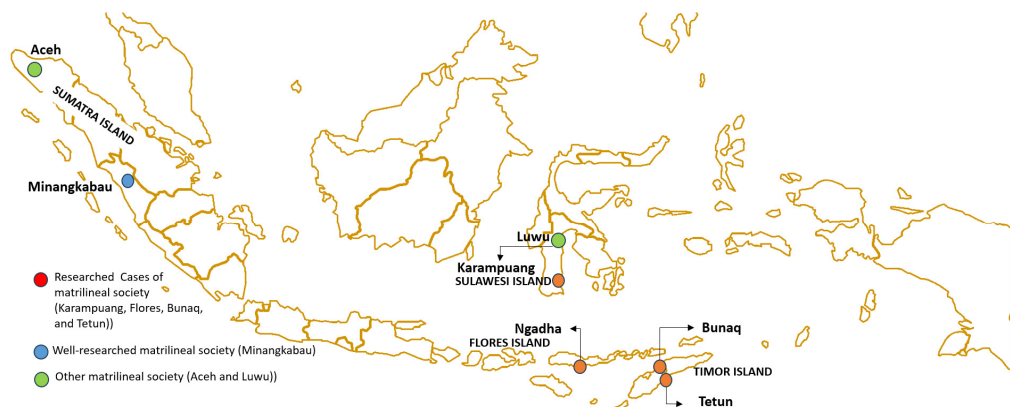 Aceh
SUMATRA ISLAND
Minangkabau
Luwu
Karampuang
SULAWESI ISLAND
Researched Cases of
matrilineal society
(Karampuang, Flores, Bunaq,
and Tetun))
Ngadha
FLORES ISLAND
Bunaq
Well-researched matrilineal society (Minangkabau)
TIMOR ISLAND
Other matrilineal society (Aceh and Luwu))
Tetun